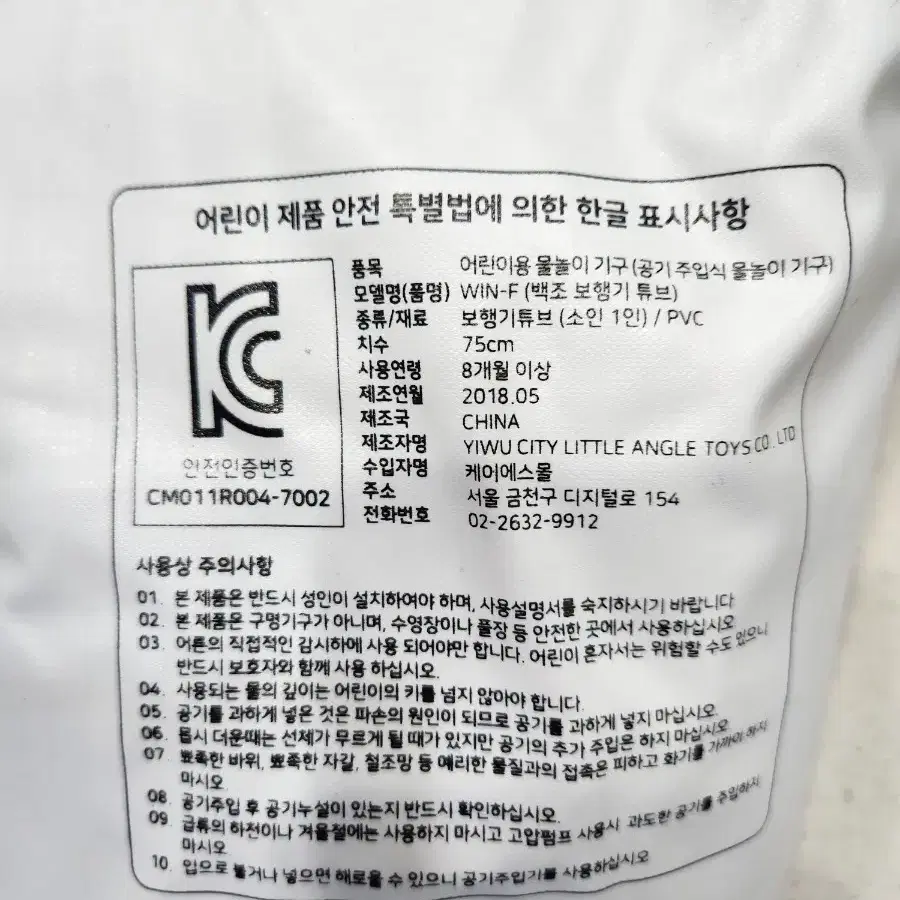 어린이 제품 안전 특별법에 의한 한글 표시사항
KC
안전인증번호
CM011R004-7002
품목 어린이용 물놀이 기구 (공기 주입식 물놀이 기구)
모델명(품명) WIN-F (백조 보행기 튜브)
종류/재료 보행기튜브 (소인 1인) / PVC
치수 75cm
사용연령 8개월 이상
제조연월 2018.05
제조국 CHINA
제조자명 YIWU CITY LITTLE ANGLE TOYS CO., LTD
수입자명 케이에스몰
주소 서울 금천구 디지털로 154
전화번호 02-2632-9912
사용상 주의사항
01. 본 제품은 반드시 성인이 설치하여야 하며, 사용설명서를 숙지하시기 바랍니다
02. 본 제품은 구명기구가 아니며, 수영장이나 풀장 등 안전한 곳에서 사용하십시오
03. 어른의 직접적인 감시하에 사용 되어야만 합니다. 어린이 혼자서는 위험할 수도 있으니
반드시 보호자와 함께 사용 하십시오.
04. 사용되는 물의 깊이는 어린이의 키를 넘지 않아야 합니다.
05. 공기를 과하게 넣은 것은 파손의 원인이 되므로 공기를 과하게 넣지 마십시오
06. 몹시 더운때는 선체가 무르게 될 때가 있지만 공기의 추가 주입은 하지 마십시오
07. 뾰족한 바위, 뾰족한 자갈, 철조망 등 예리한 물질과의 접촉은 피하고 화기를 가까이 하지
마시오
08. 공기주입 후 공기누설이 있는지 반드시 확인하십시오.
09. 급류의 하전이나 겨울철에는 사용하지 마시고 고압펌프 사용시 과도한 공기를 주입하지
마시오
10. 입으로 불거나 넣으면 해로울 수 있으니 공기주입기를 사용하십시오